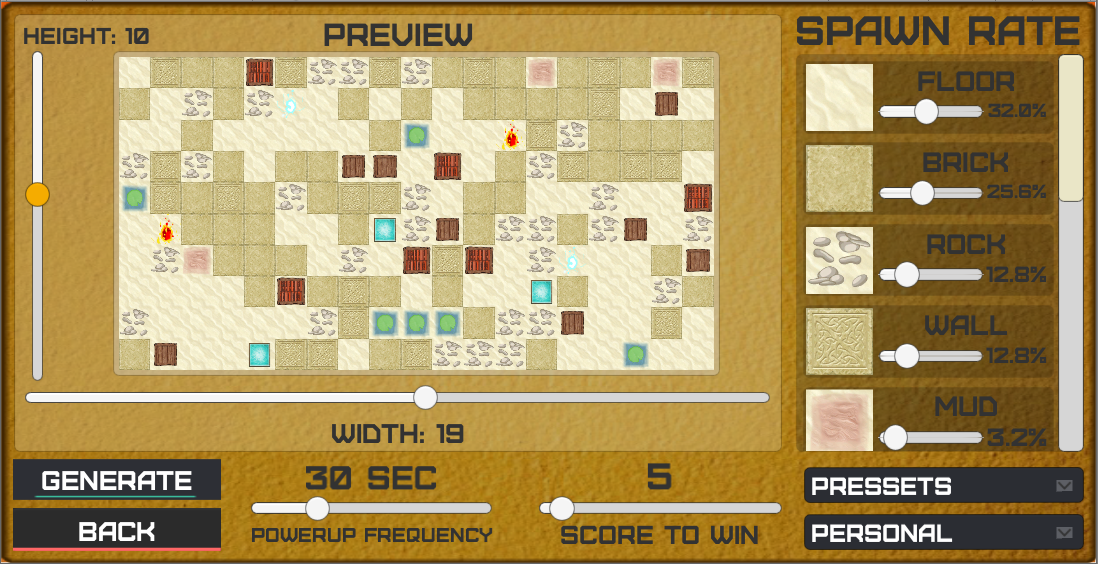 HEIGHT: 10
PREVIEW
SPAWN RATE
FLOOR
32.0%
BRICK
25.6%
ROCK
12.8%
WALL
12.8%
MUD
3.2%
WIDTH: 19
GENERATE
BACK
30 SEC
POWERUP FREQUENCY
5
SCORE TO WIN
PRESSETS
PERSONAL